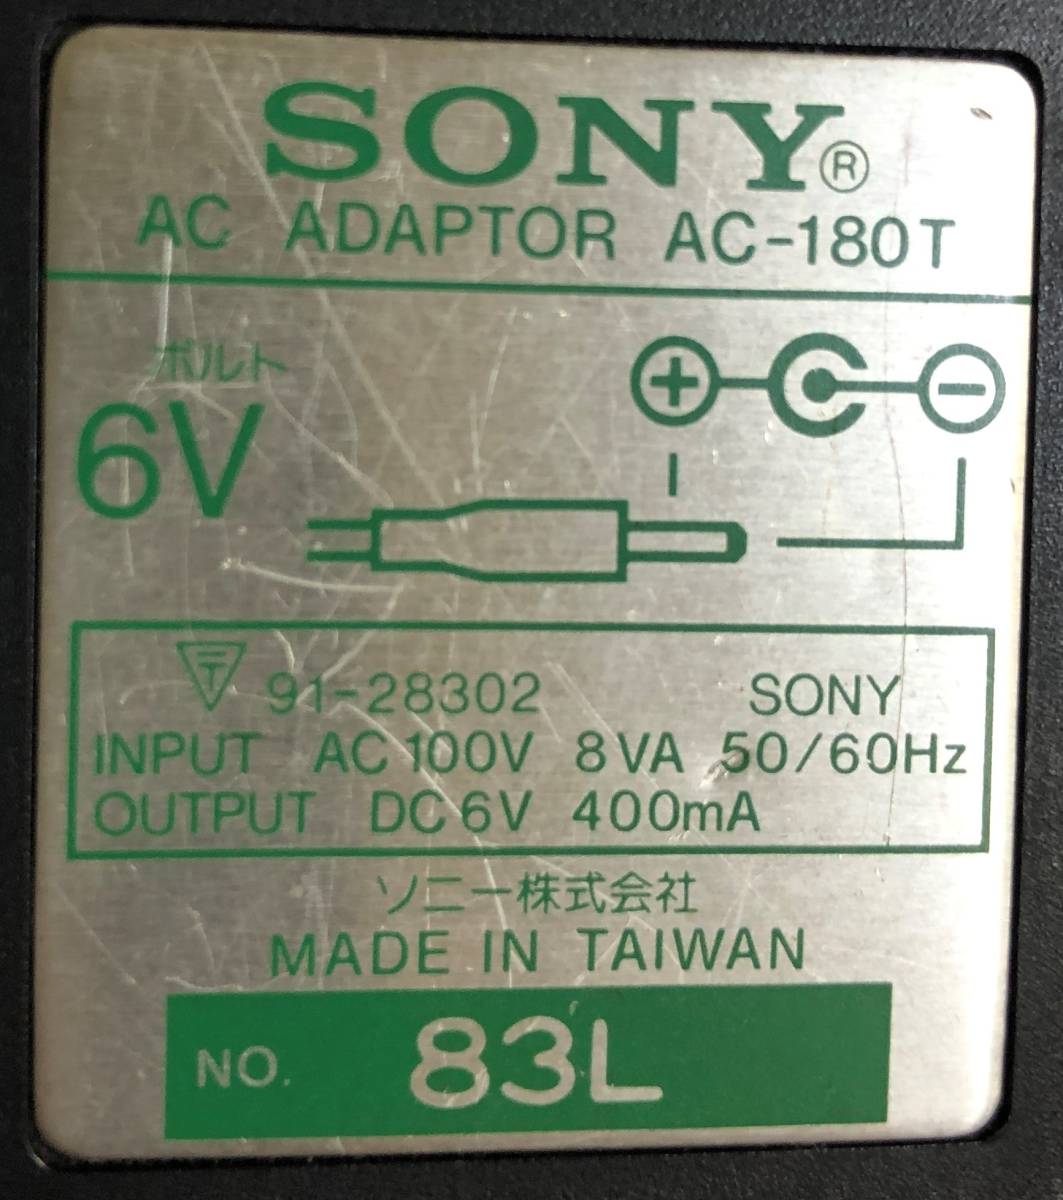 SONY®
AC ADAPTOR AC-180T
ボルト
6V
91-28302 SONY
INPUT AC 100V 8VA 50/60Hz
OUTPUT DC 6V 400mA
ソニー株式会社
MADE IN TAIWAN
NO. 83L